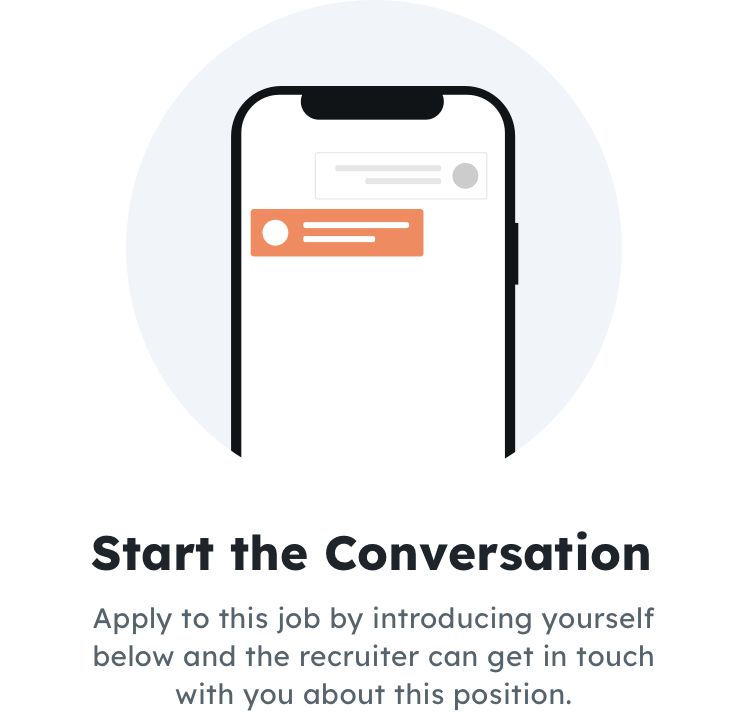 Start the Conversation
Apply to this job by introducing yourself
below and the recruiter can get in touch
with you about this position.